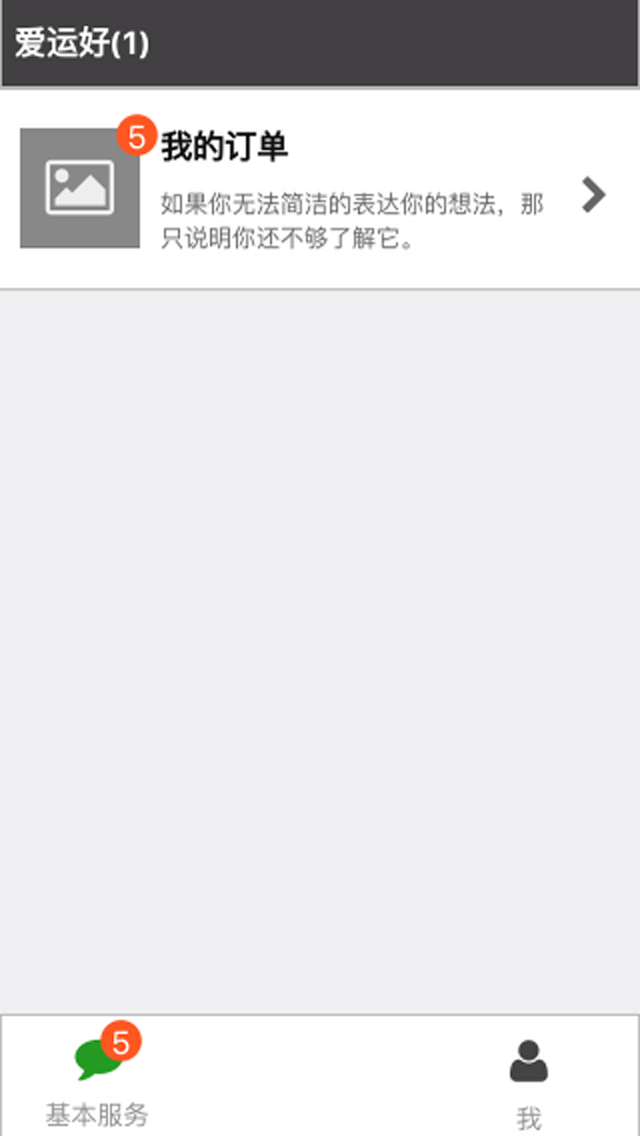 爱运好(1)
5
我的订单
如果你无法简洁的表达你的想法，那
只说明你还不够了解它。
5
基本服务
我